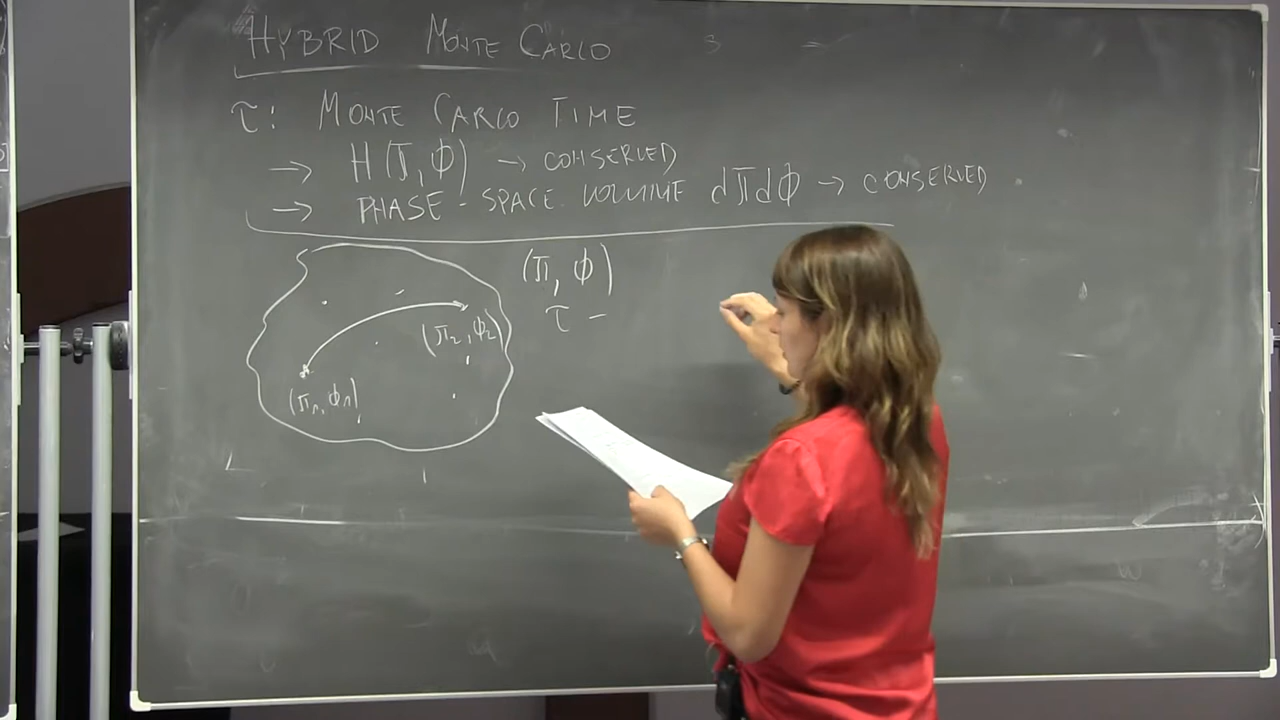 HYBRID MONTE CARLO
τ: MONTE CARLO TIME
→ H(π,Φ) → CONSERVED
→ PHASE-SPACE VOLUME dπdΦ → CONSERVED
(π, Φ)
τ -
(π₂, Φ₂)
(π₁, Φ₁)